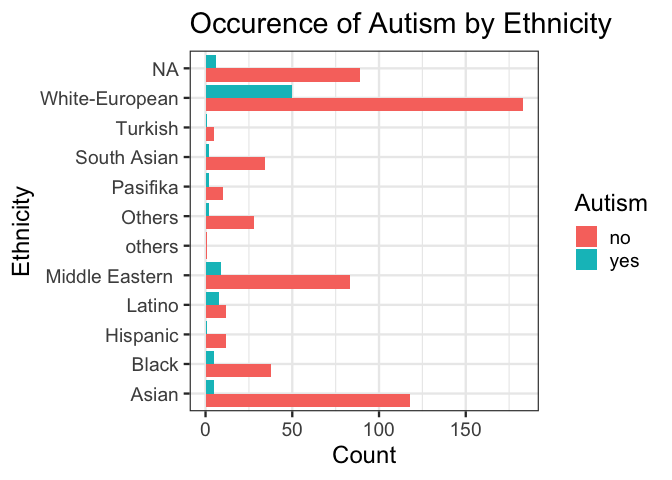 Occurence of Autism by Ethnicity
Ethnicity
NA
White-European
Turkish
South Asian
Pasifika
Others
others
Middle Eastern
Latino
Hispanic
Black
Asian
0 50 100 150
Count
Autism
no
yes